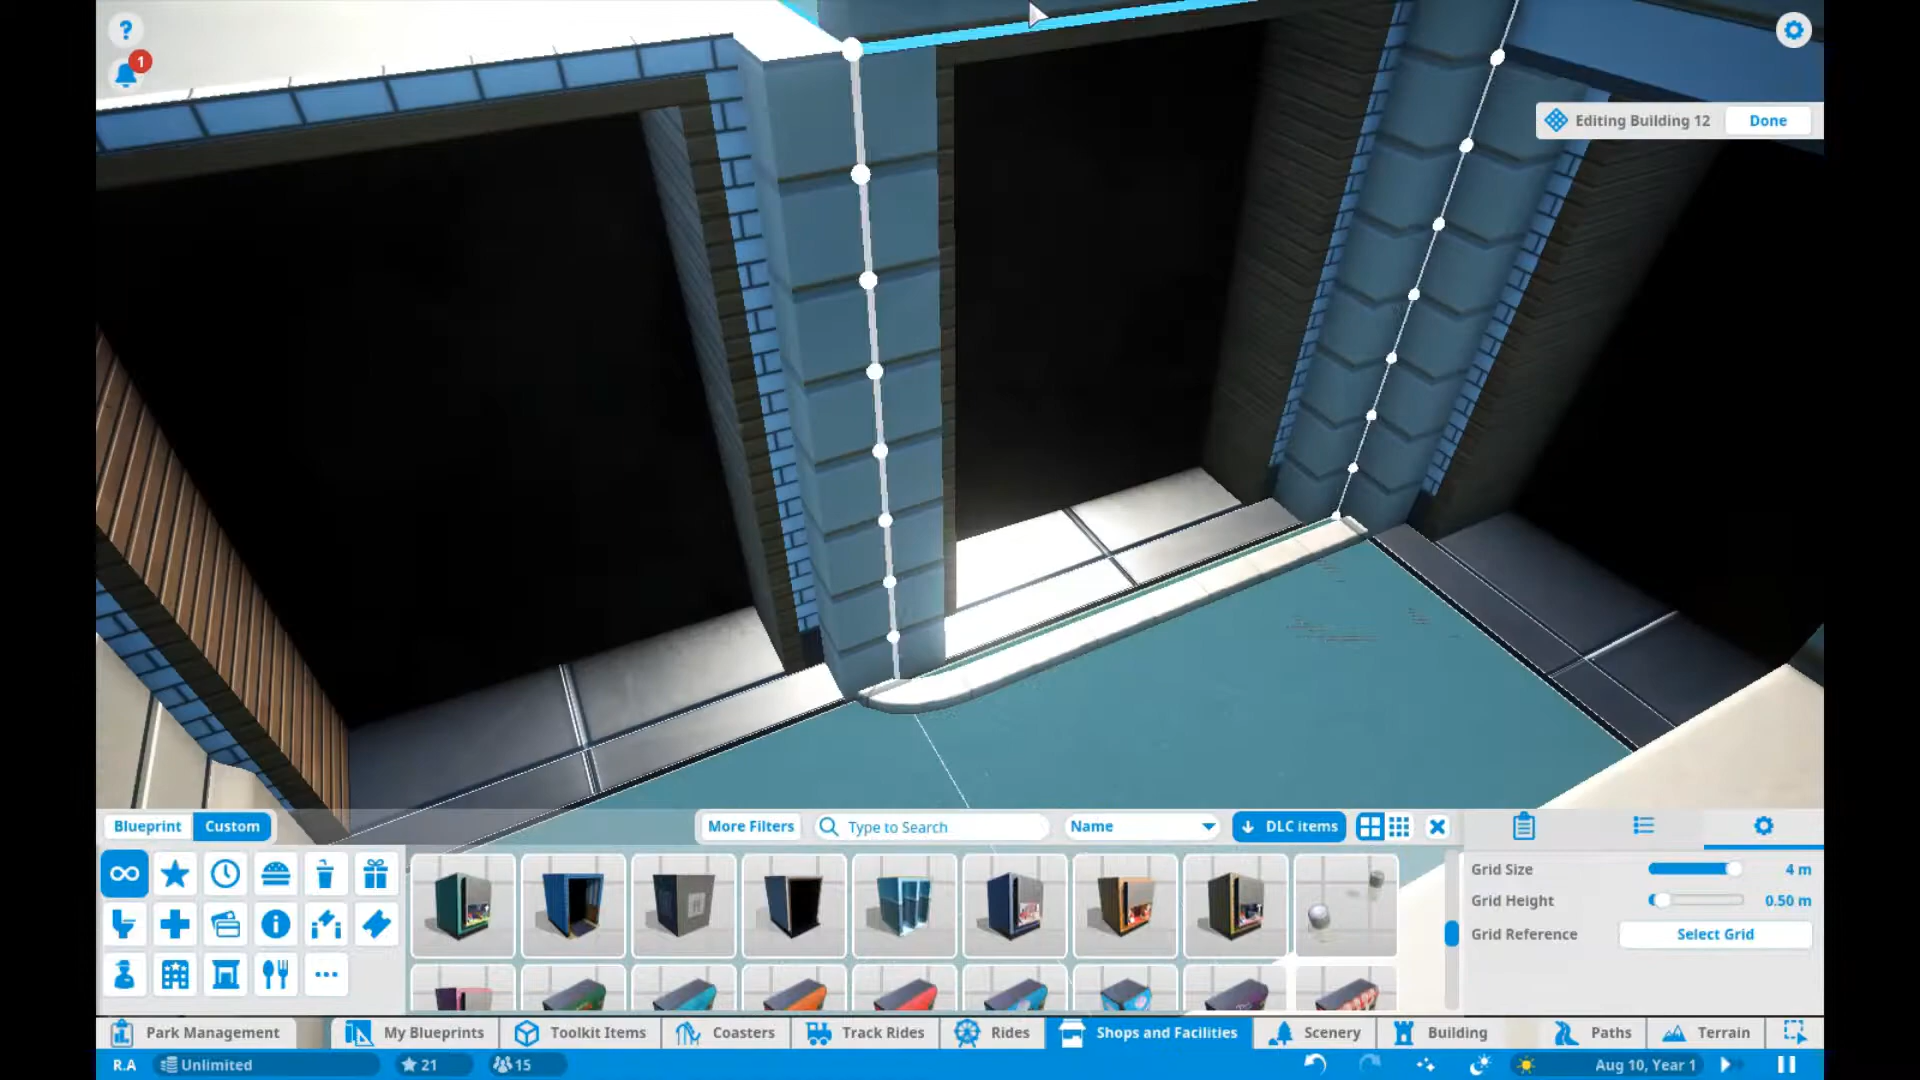 ?
1
Editing Building 12
Done
Blueprint
Custom
More Filters
Type to Search
Name
DLC items
Grid Size
4 m
Grid Height
0.50 m
Grid Reference
Select Grid
Park Management
My Blueprints
Toolkit Items
Coasters
Track Rides
Rides
Shops and Facilities
Scenery
Building
Paths
Terrain
R.A
Unlimited
21
15
Aug 10, Year 1